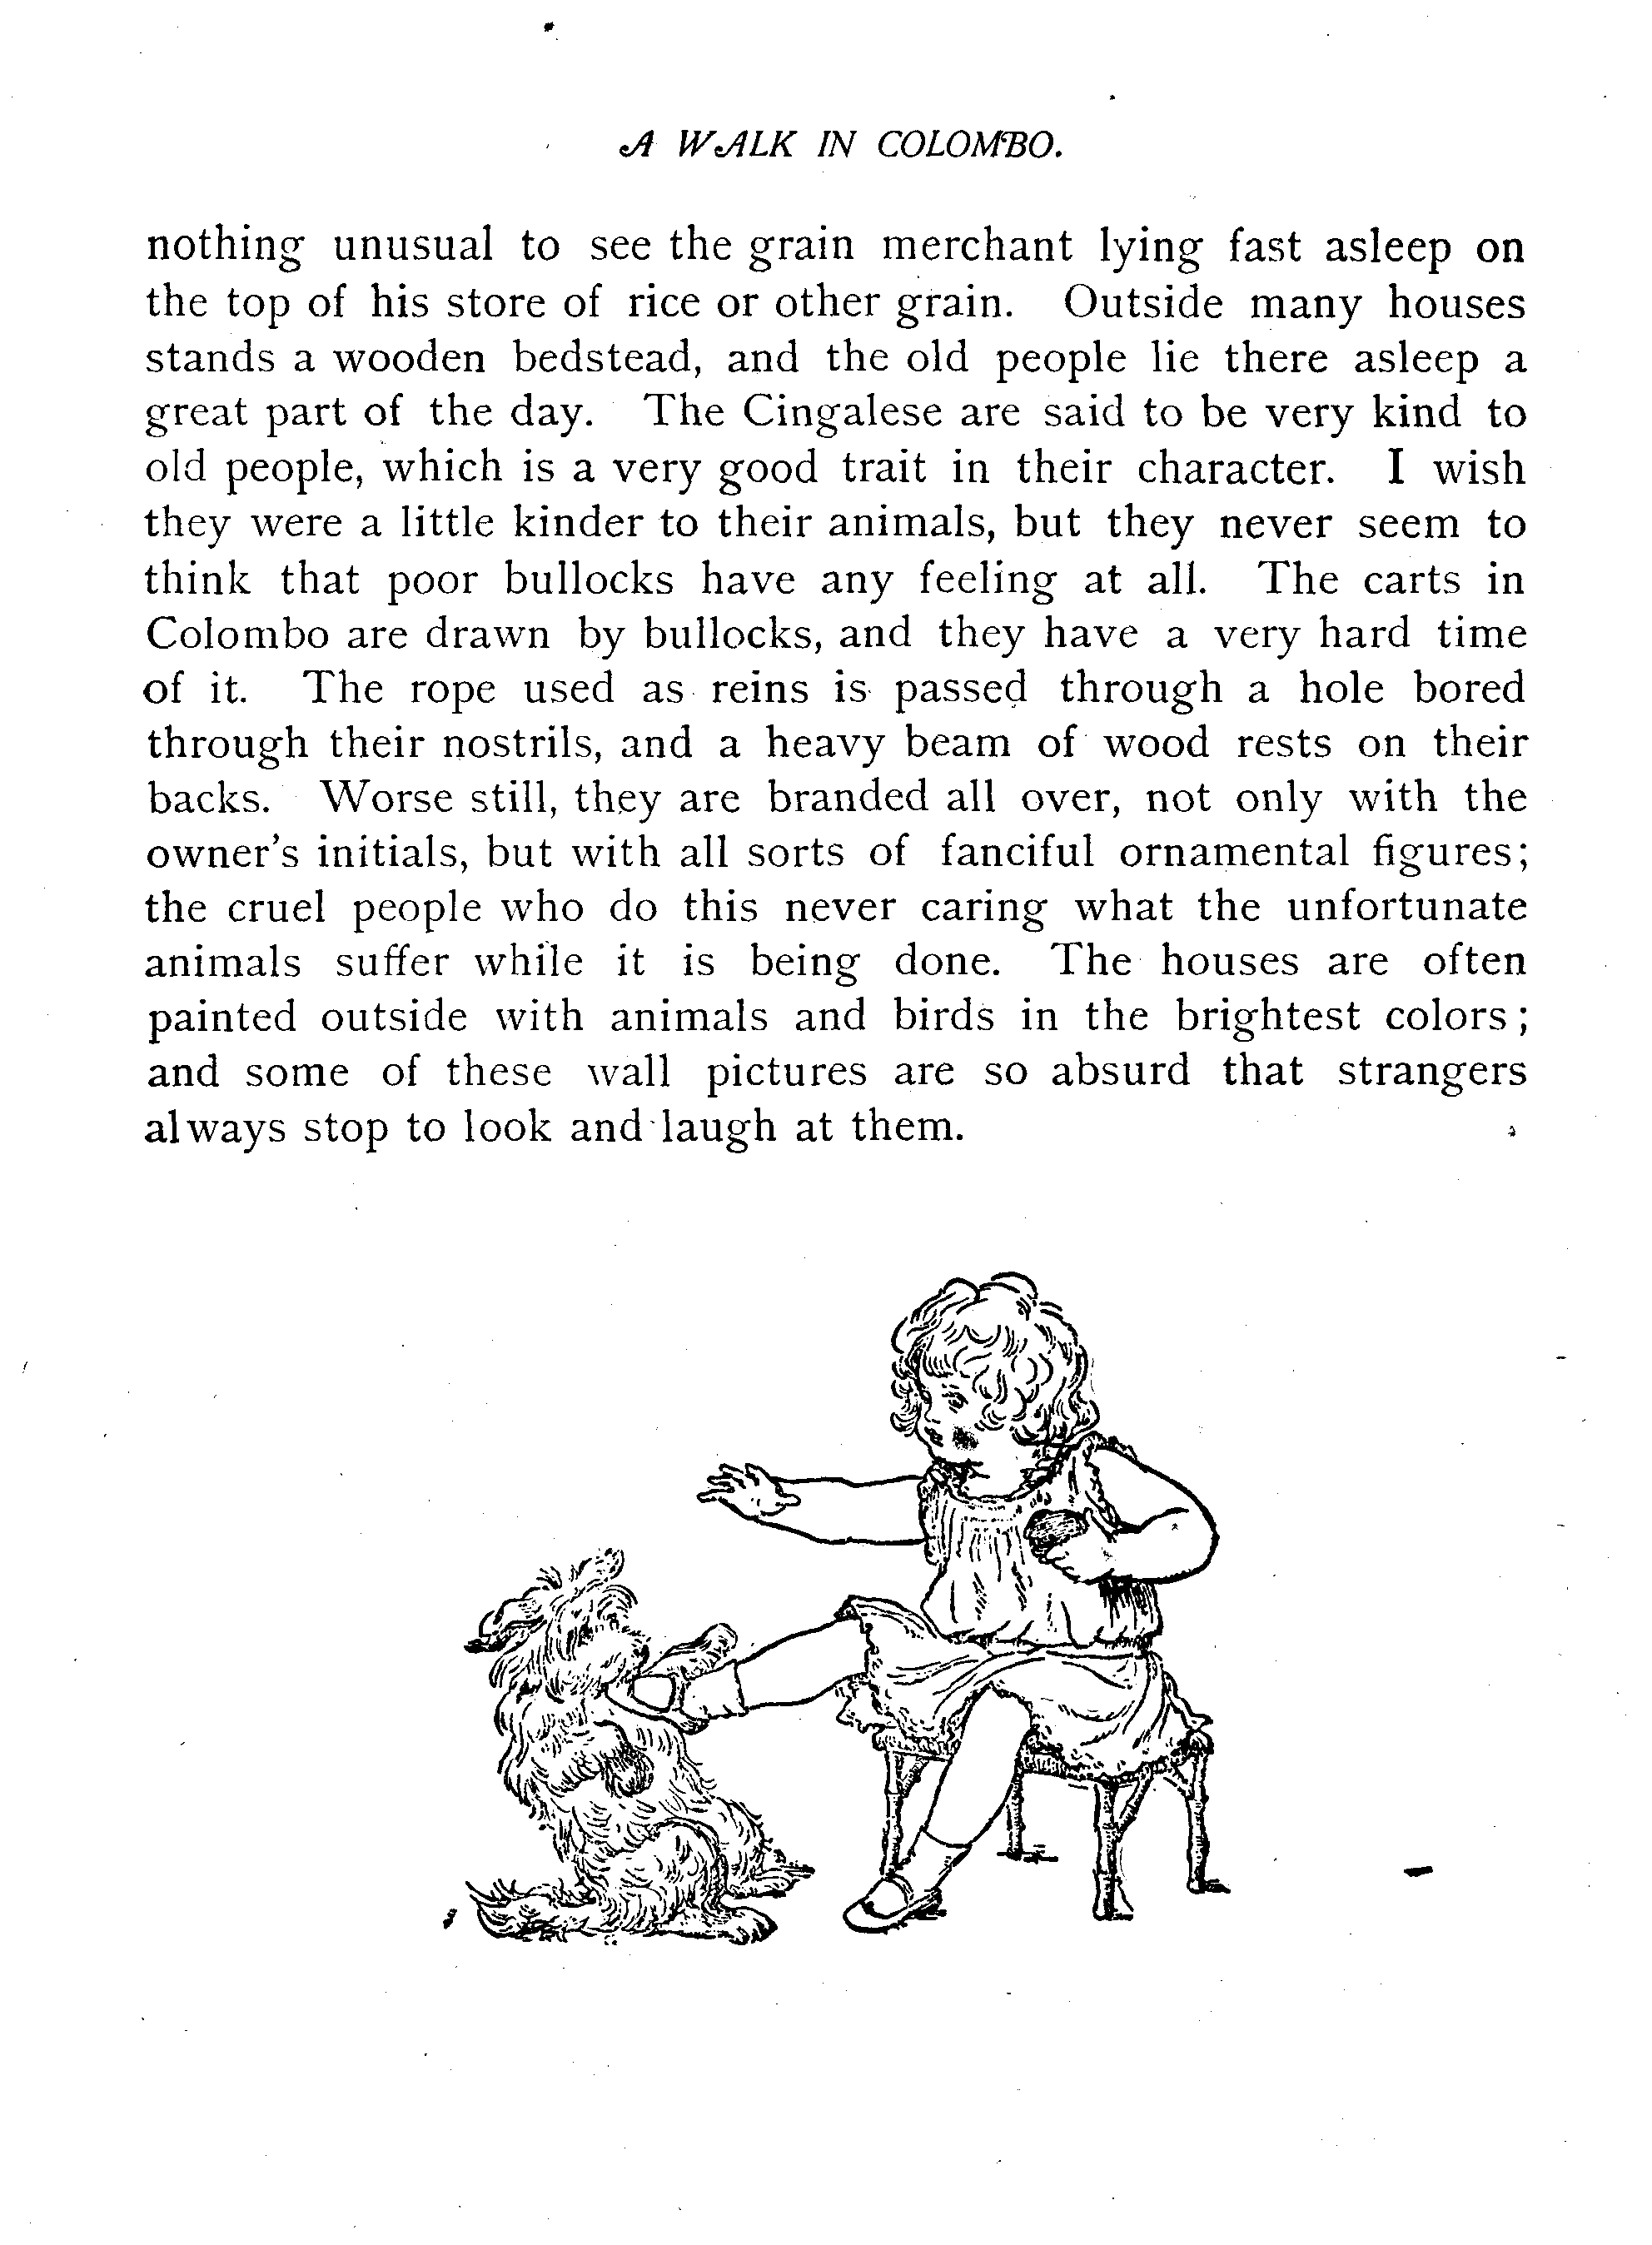 A WALK IN COLOMBO.
nothing unusual to see the grain merchant lying fast asleep on
the top of his store of rice or other grain. Outside many houses
stands a wooden bedstead, and the old people lie there asleep a
great part of the day. The Cingalese are said to be very kind to
old people, which is a very good trait in their character. I wish
they were a little kinder to their animals, but they never seem to
think that poor bullocks have any feeling at all. The carts in
Colombo are drawn by bullocks, and they have a very hard time
of it. The rope used as reins is passed through a hole bored
through their nostrils, and a heavy beam of wood rests on their
backs. Worse still, they are branded all over, not only with the
owner's initials, but with all sorts of fanciful ornamental figures;
the cruel people who do this never caring what the unfortunate
animals suffer while it is being done. The houses are often
painted outside with animals and birds in the brightest colors;
and some of these wall pictures are so absurd that strangers
always stop to look and laugh at them.